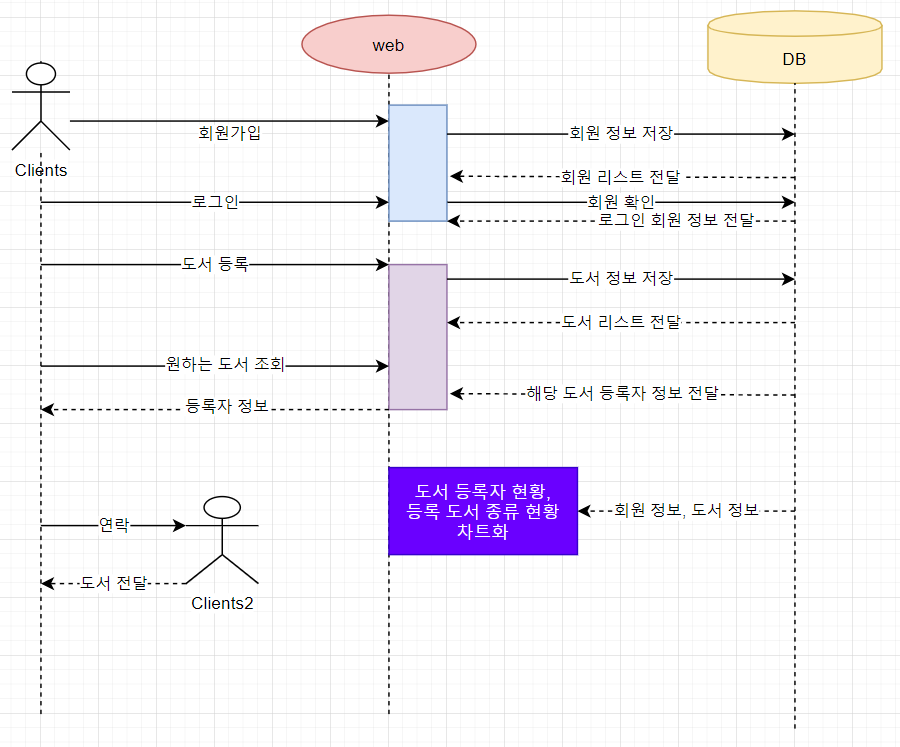 web
DB
Clients
회원가입
회원 정보 저장
회원 리스트 전달
로그인
회원 확인
로그인 회원 정보 전달
도서 등록
도서 정보 저장
도서 리스트 전달
원하는 도서 조회
해당 도서 등록자 정보 전달
등록자 정보
도서 등록자 현황,
등록 도서 종류 현황
차트화
회원 정보, 도서 정보
연락
도서 전달
Clients2